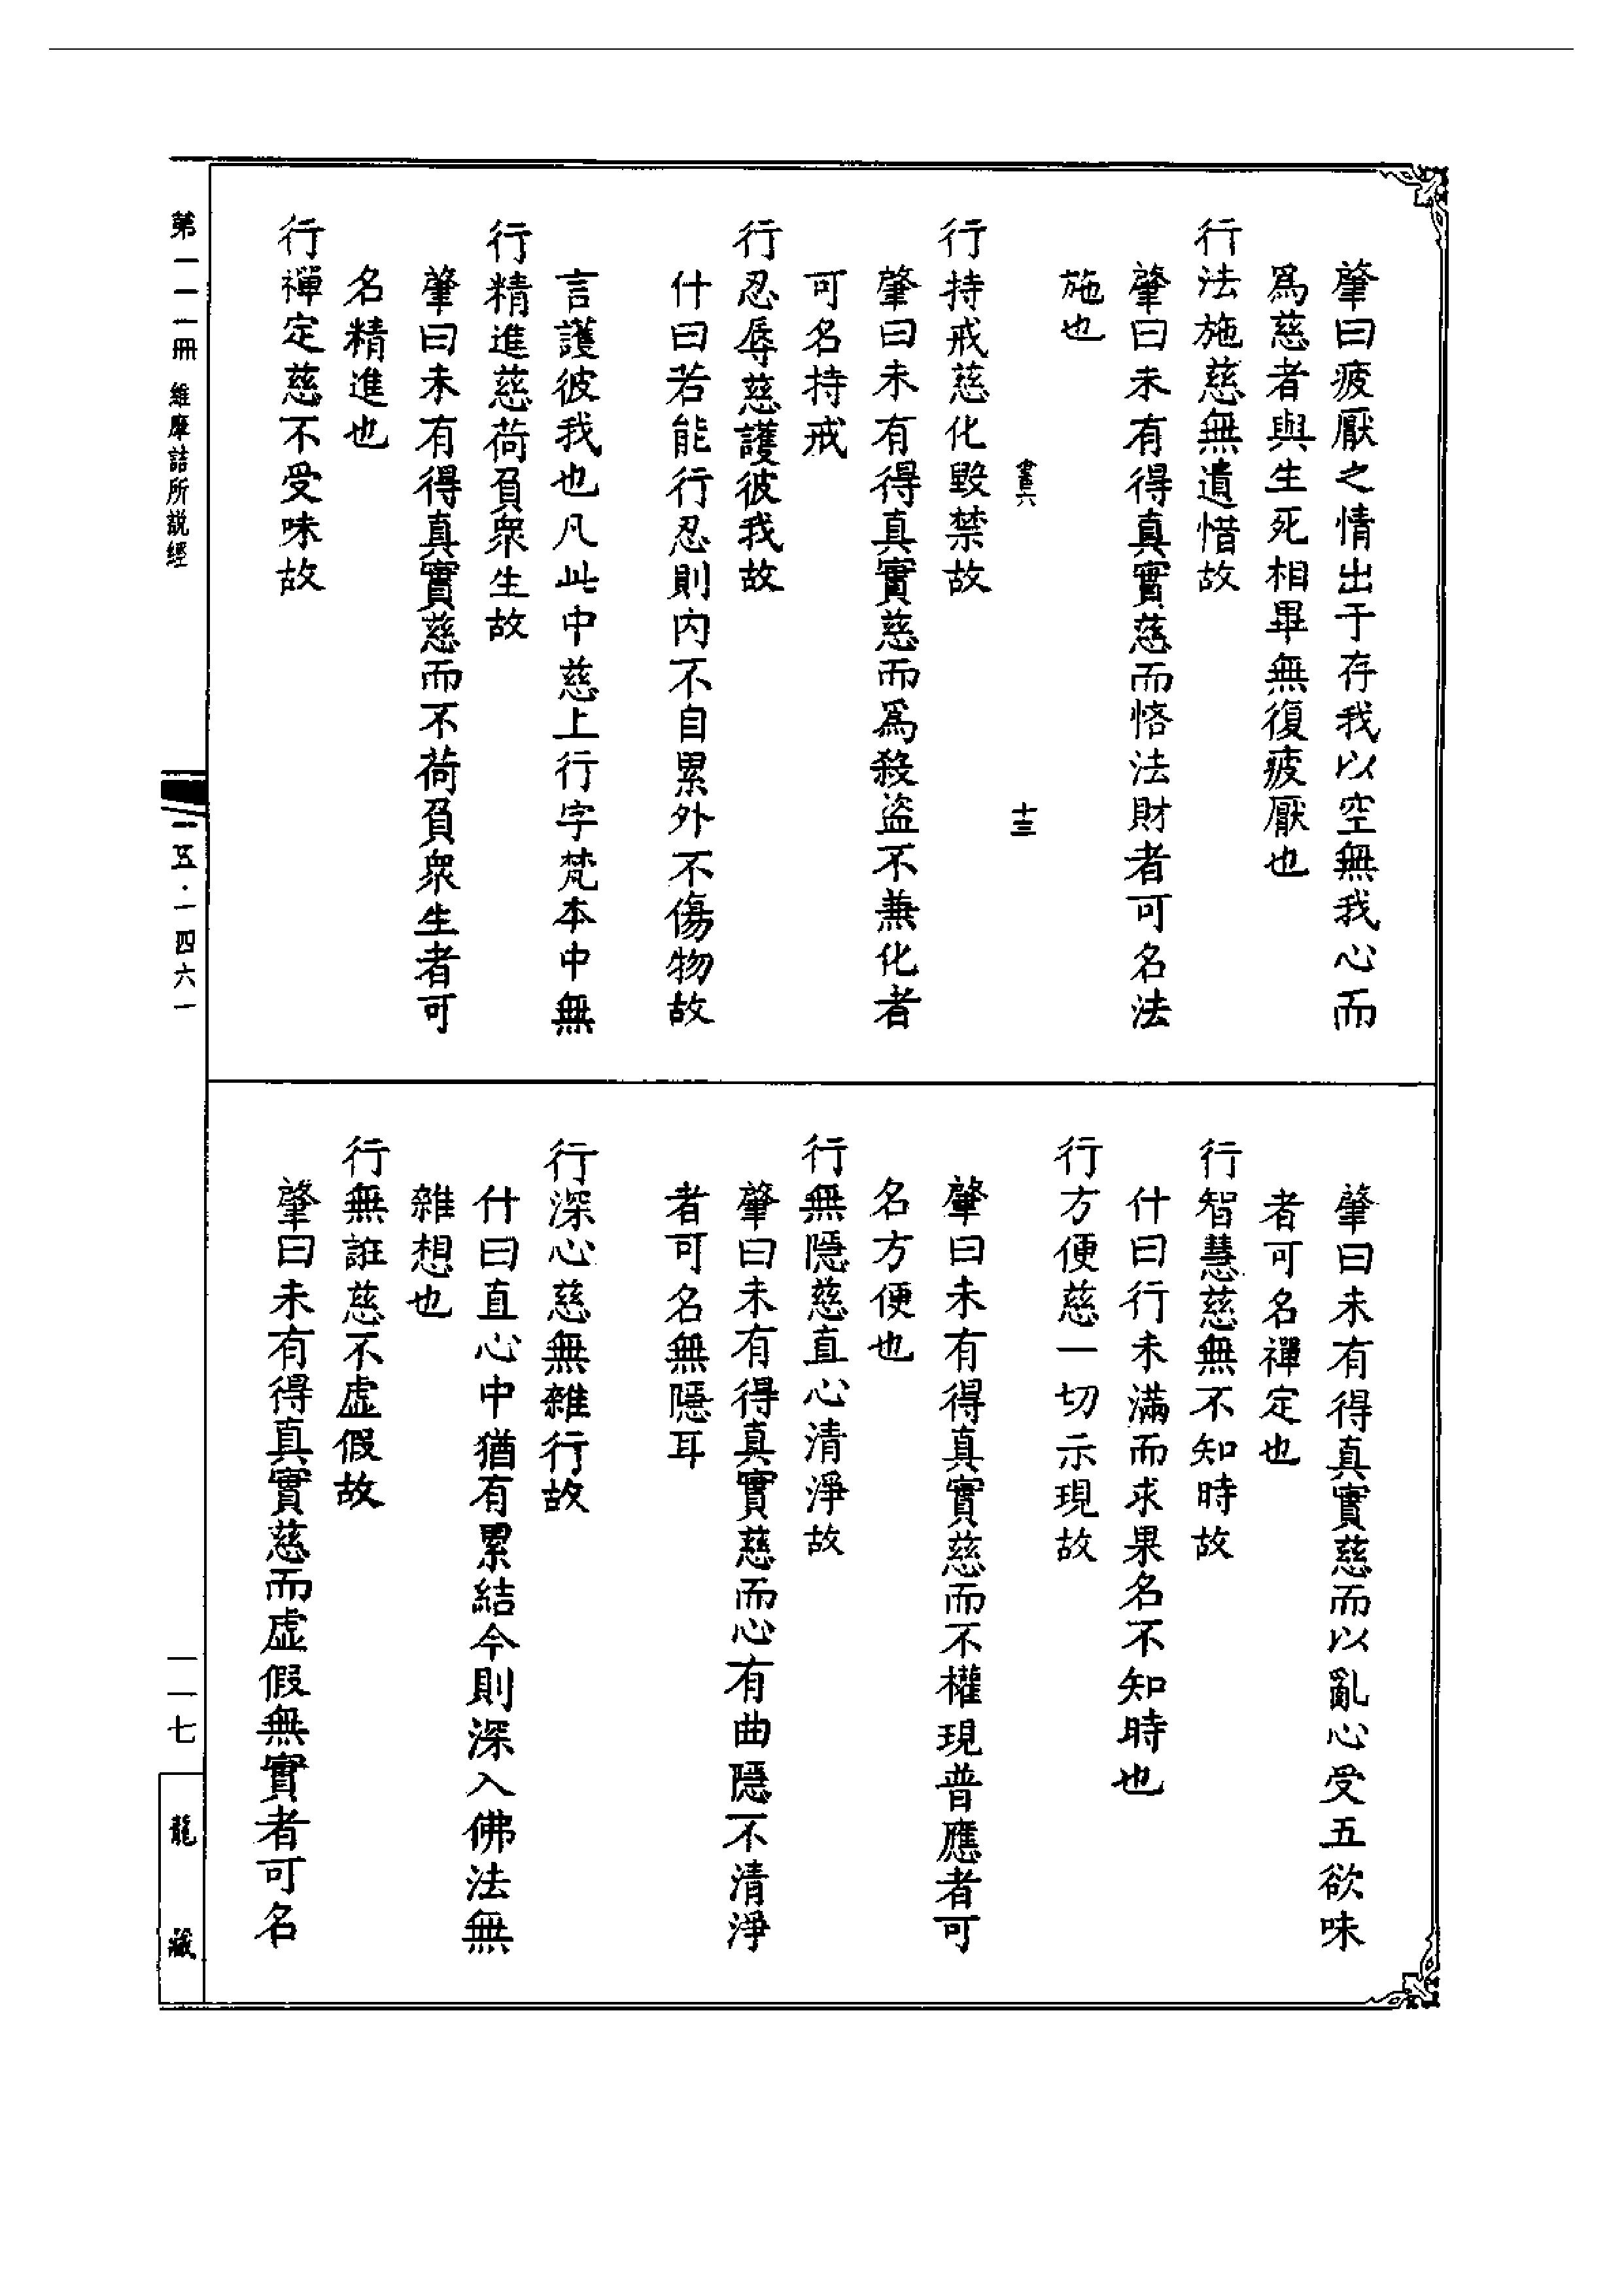 肇曰疲厭之情出于存我以空無我心而
爲慈者與生死相畢無復疲厭也
行法施慈無遺惜故
肇曰未有得真實慈而悋法財者可名法
施也
十三
行持戒慈化毀禁故
肇曰未有得真實慈而爲殺盜不兼化者
可名持戒
行忍辱慈護彼我故
什曰若能行忍則内不自累外不傷物故
言護彼我也凡此中慈上行字梵本中無
行精進慈荷負衆生故
肇曰未有得真實慈而不荷負衆生者可
名精進也
行禪定慈不受味故
肇曰未有得真實慈而以亂心受五欲味
者可名禪定也
行智慧慈無不知時故
什曰行未滿而求果名不知時也
行方便慈一切示現故
肇曰未有得真實慈而不權現普應者可
名方便也
行無隱慈直心清淨故
肇曰未有得真實慈而心有曲隱不清淨
者可名無隱耳
行深心慈無雜行故
什曰直心中猶有累結今則深入佛法無
雜想也
行無誑慈不虛假故
肇曰未有得真實慈而虛假無實者可名
第一一一冊 維摩詰所説經
一五·一四六一
一一七
龍藏